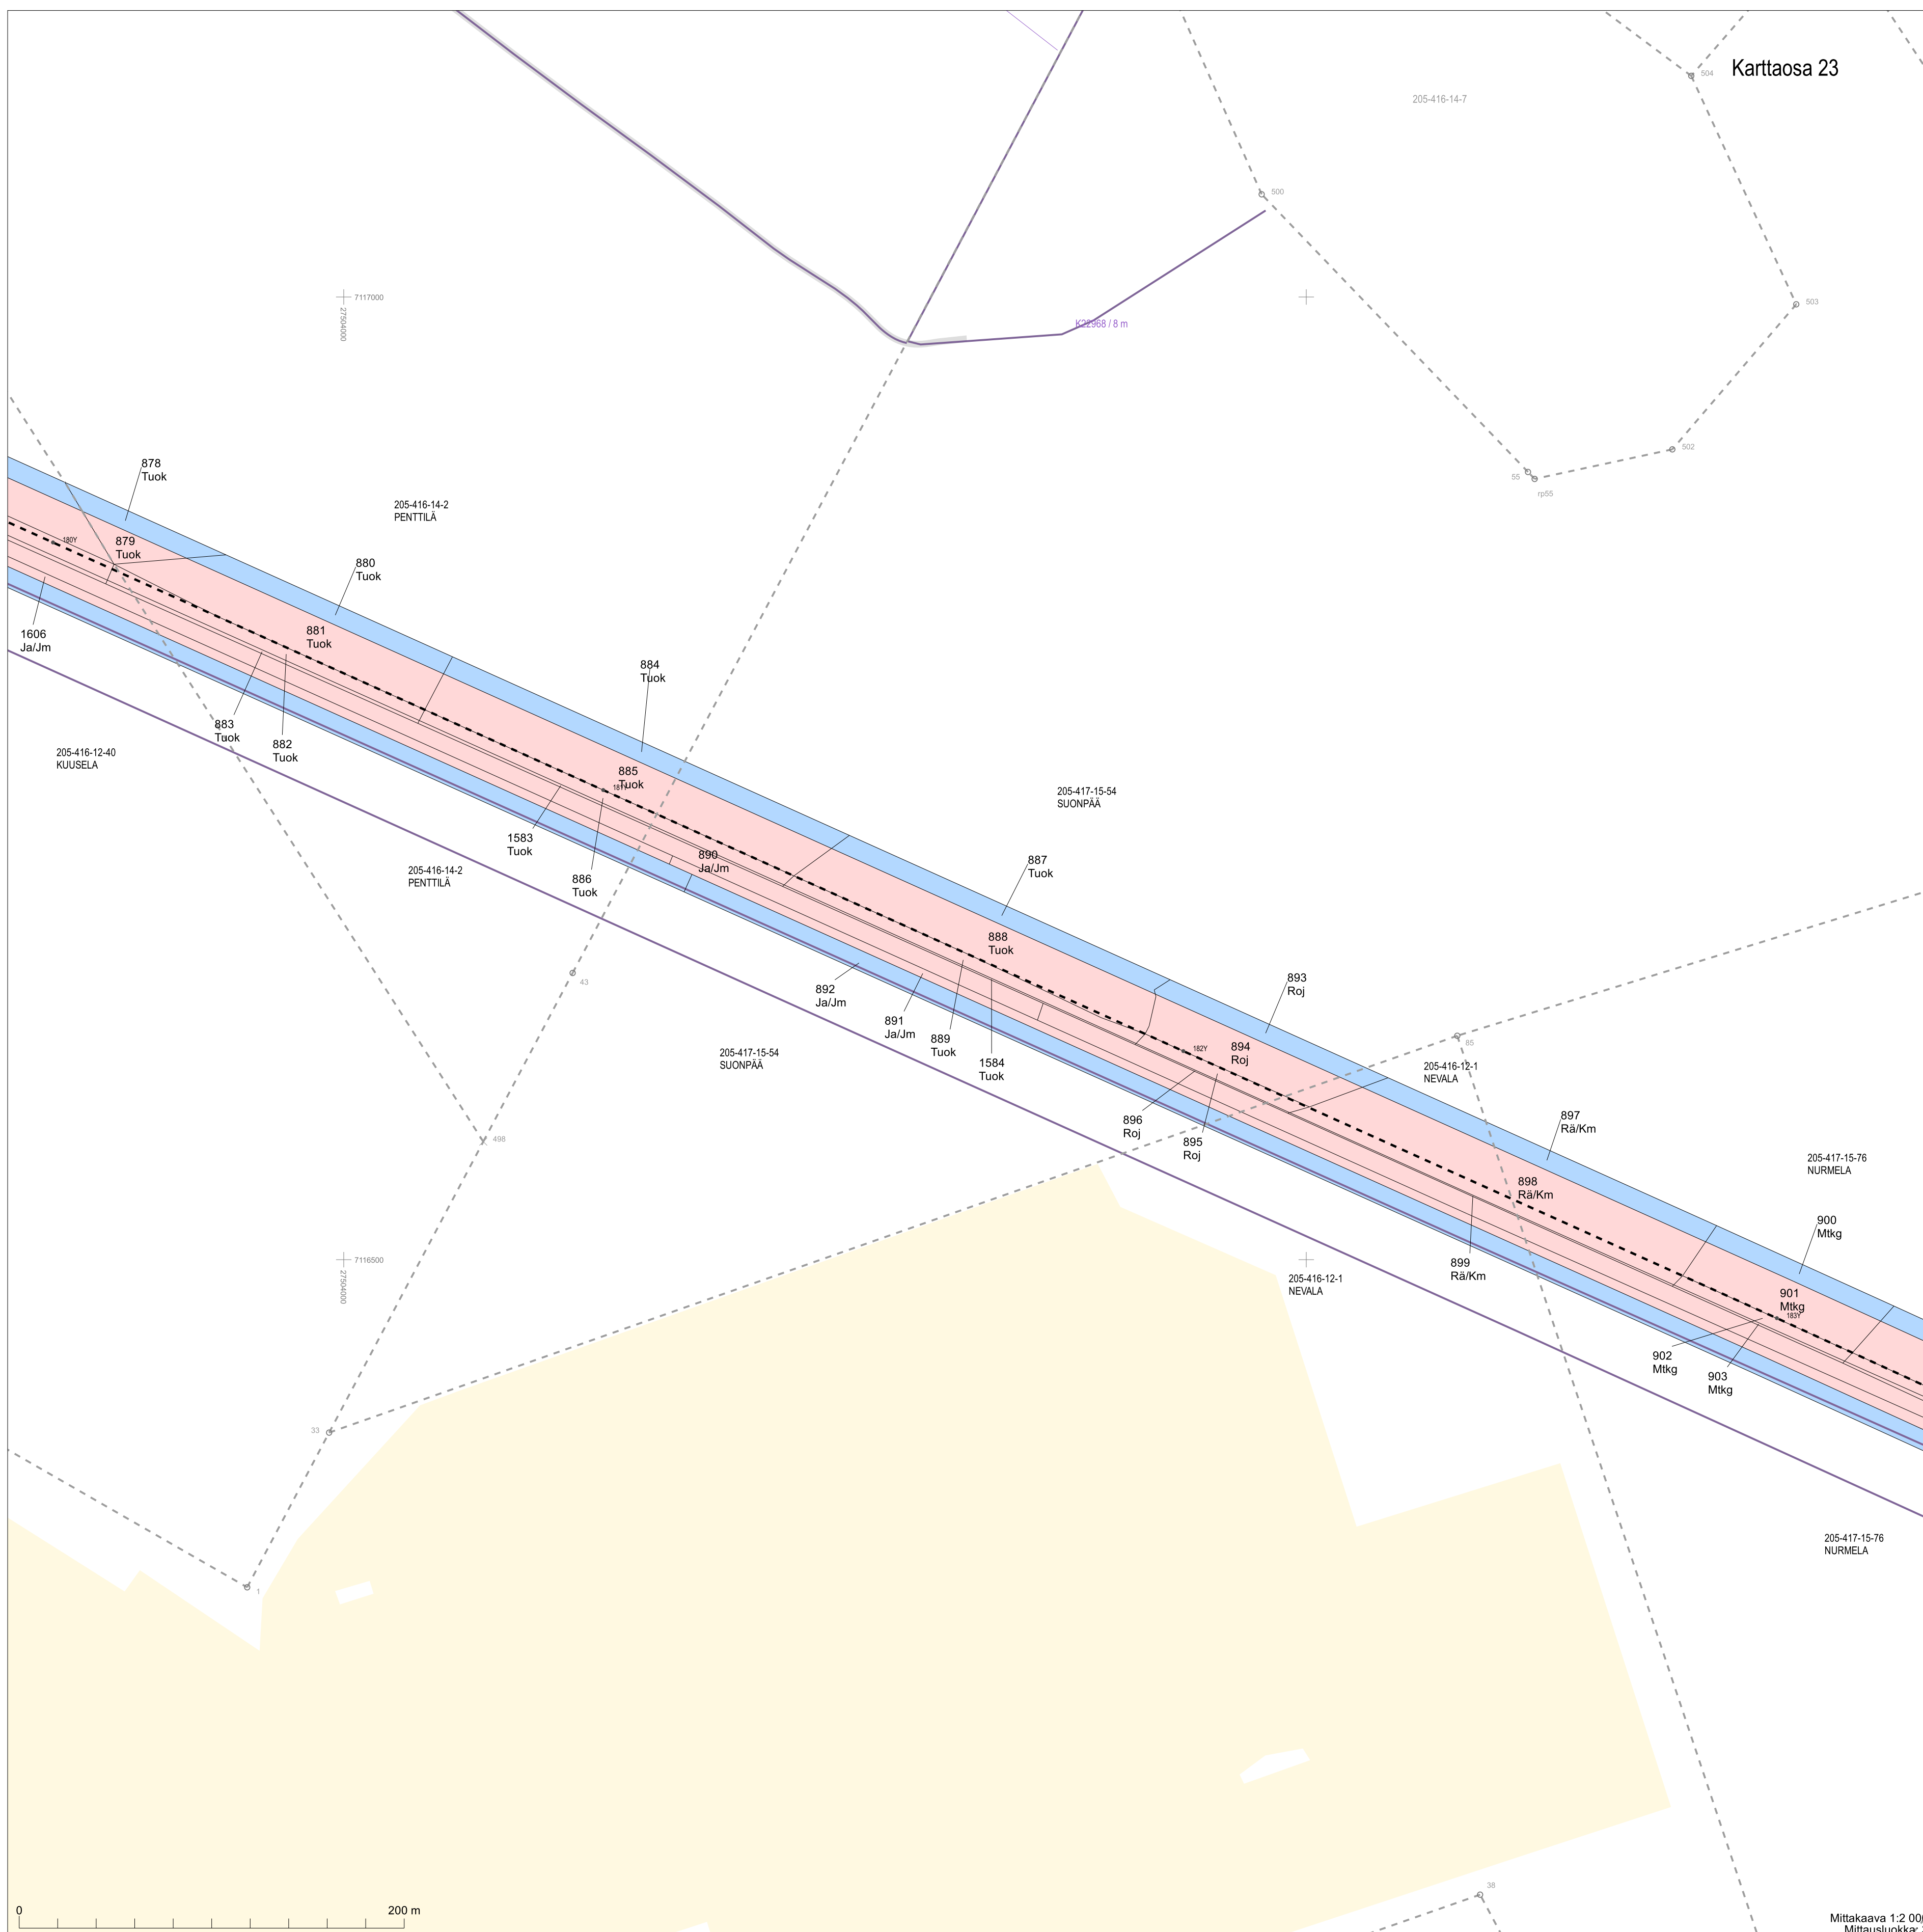 Karttaosa 23
504
205-416-14-7
500
7117000
27504000
503
K22968 / 8 m
502
55
rp55
878
Tuok
205-416-14-2
PENTTILÄ
180Y
879
Tuok
880
Tuok
1606
Ja/Jm
881
Tuok
884
Tuok
883
Tuok
882
Tuok
205-416-12-40
KUUSELA
885
Tuok
181Y
205-417-15-54
SUONPÄÄ
1583
Tuok
890
Ja/Jm
887
Tuok
205-416-14-2
PENTTILÄ
886
Tuok
888
Tuok
43
892
Ja/Jm
893
Roj
891
Ja/Jm
889
Tuok
894
Roj
182Y
85
205-417-15-54
SUONPÄÄ
1584
Tuok
205-416-12-1
NEVALA
498
896
Roj
895
Roj
897
Rä/Km
205-417-15-76
NURMELA
898
Rä/Km
900
Mtkg
7116500
27504000
899
Rä/Km
205-416-12-1
NEVALA
901
Mtkg
183Y
902
Mtkg
903
Mtkg
33
205-417-15-76
NURMELA
1
38
0
200 m
Mittakaava 1:2 00
Mittausluokka: